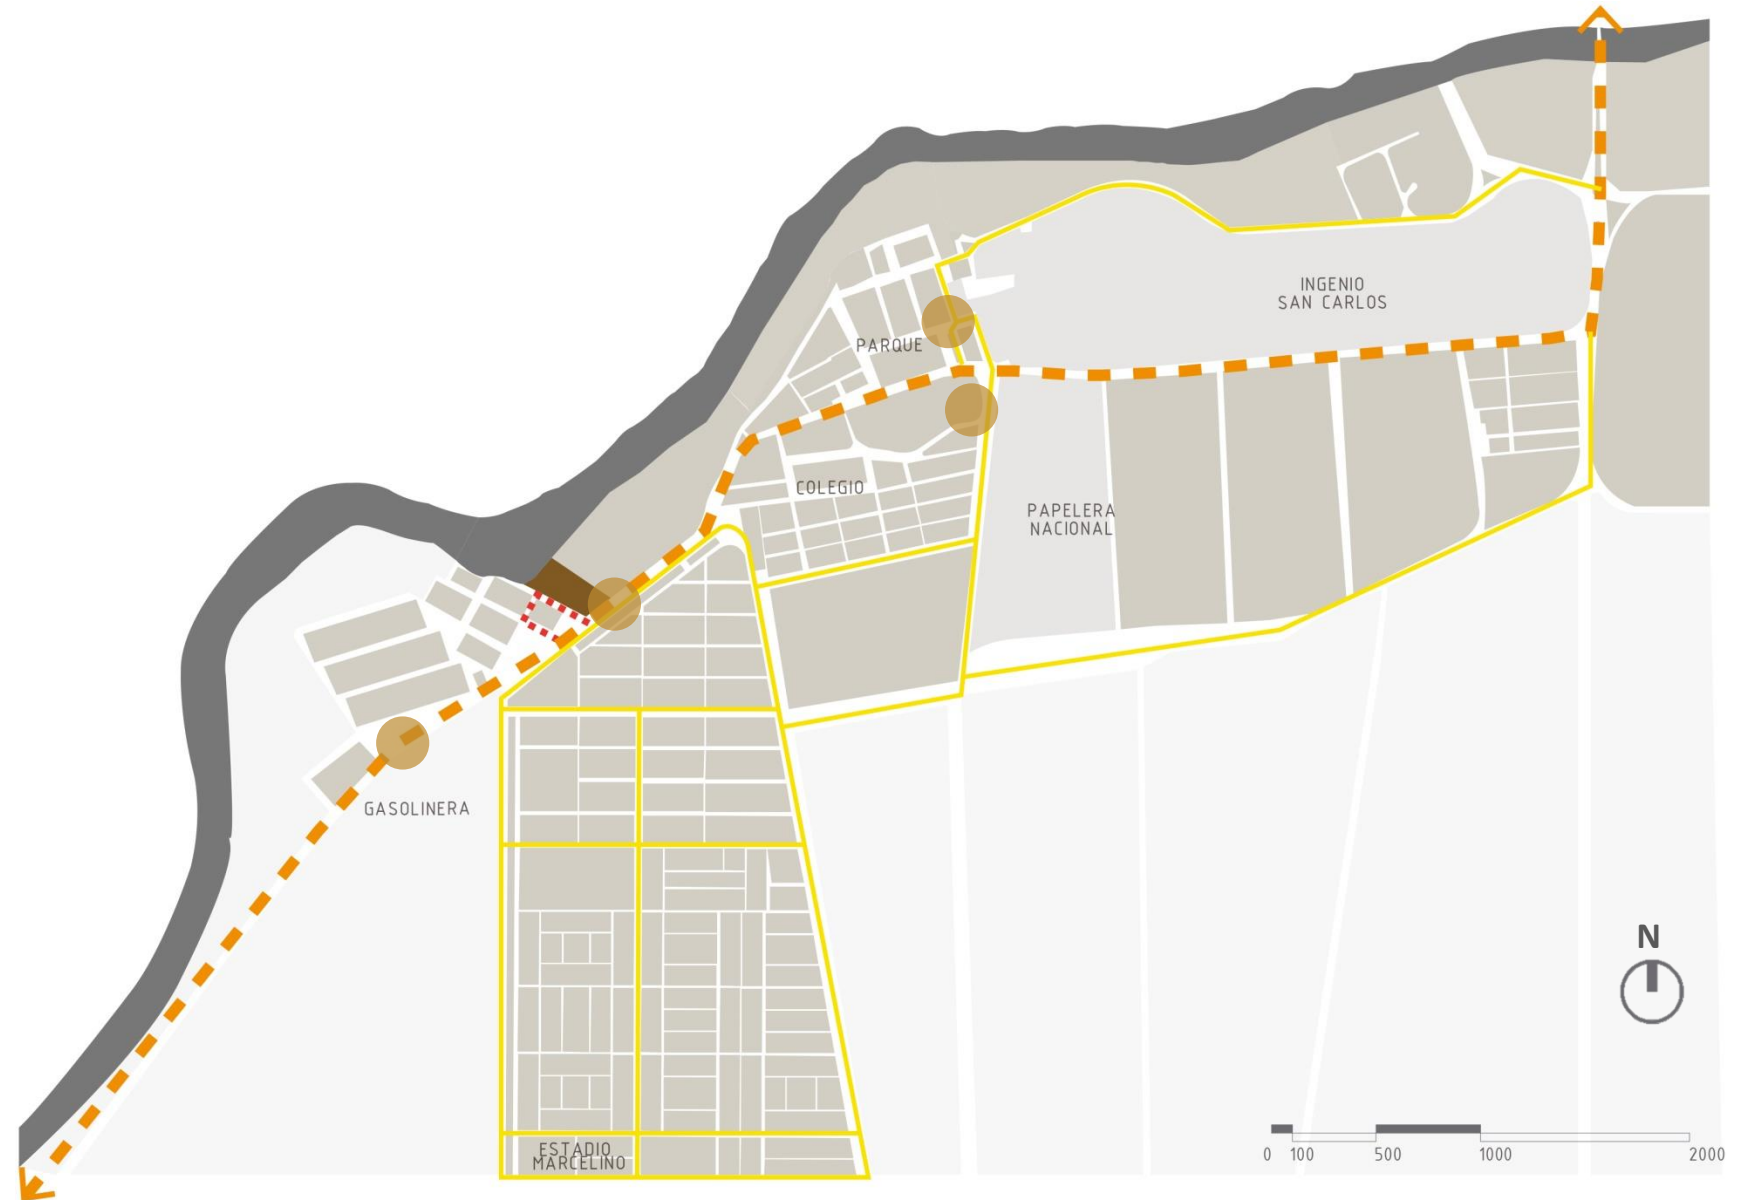 INGENIO
SAN CARLOS
PARQUE
COLEGIO
PAPELERA
NACIONAL
GASOLINERA
N
ESTADIO
MARCELINO
0 100 500 1000 2000